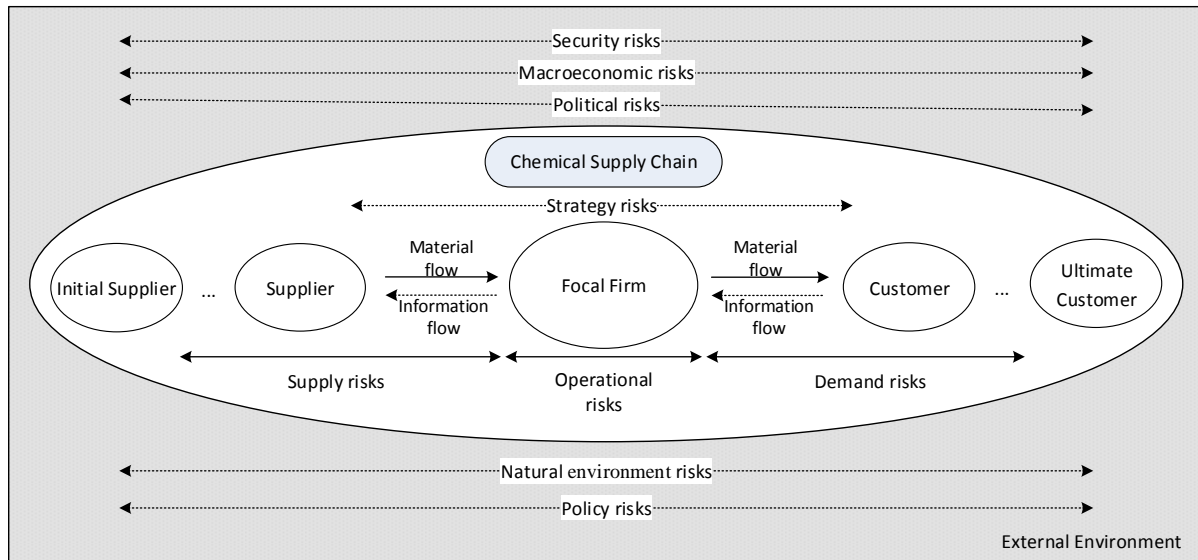 Security risks
Macroeconomic risks
Political risks
Chemical Supply Chain
Strategy risks
Material
flow
Material
flow
Initial Supplier
...
Supplier
Focal Firm
Customer
...
Ultimate
Customer
Information
flow
Information
flow
Supply risks
Operational
risks
Demand risks
Natural environment risks
Policy risks
External Environment